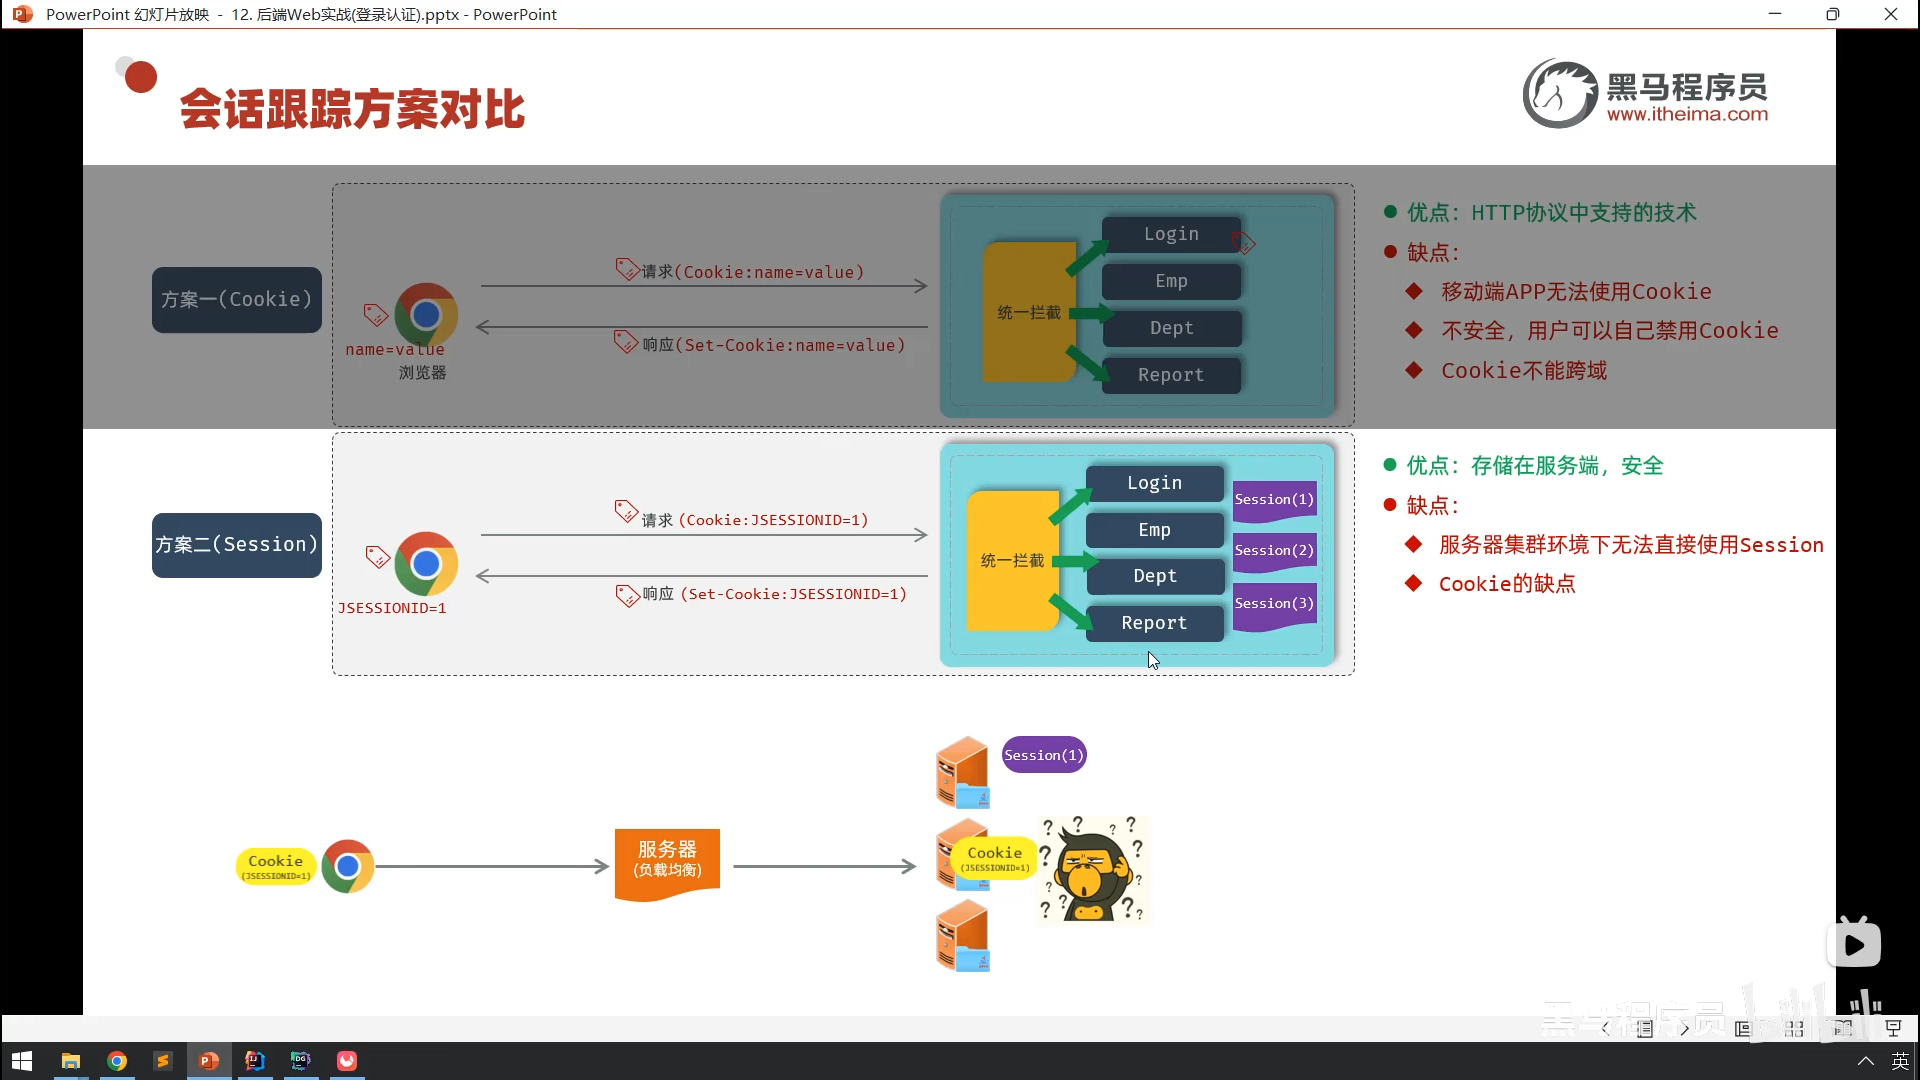 PowerPoint 幻灯片放映 - 12. 后端Web实战(登录认证).pptx - PowerPoint
会话跟踪方案对比
黑马程序员
www.itheima.com
方案一(Cookie)
name=value
浏览器
请求(Cookie:name=value)
响应(Set-Cookie:name=value)
统一拦截
Login
Emp
Dept
Report
优点：HTTP协议中支持的技术
缺点：
移动端APP无法使用Cookie
不安全，用户可以自己禁用Cookie
Cookie不能跨域
方案二(Session)
JSESSIONID=1
请求 (Cookie:JSESSIONID=1)
响应 (Set-Cookie:JSESSIONID=1)
统一拦截
Login
Emp
Dept
Report
Session(1)
Session(2)
Session(3)
优点：存储在服务端，安全
缺点：
服务器集群环境下无法直接使用Session
Cookie的缺点
Cookie
(JSESSIONID=1)
服务器
(负载均衡)
Session(1)
Cookie
(JSESSIONID=1)
黑马程序员
英